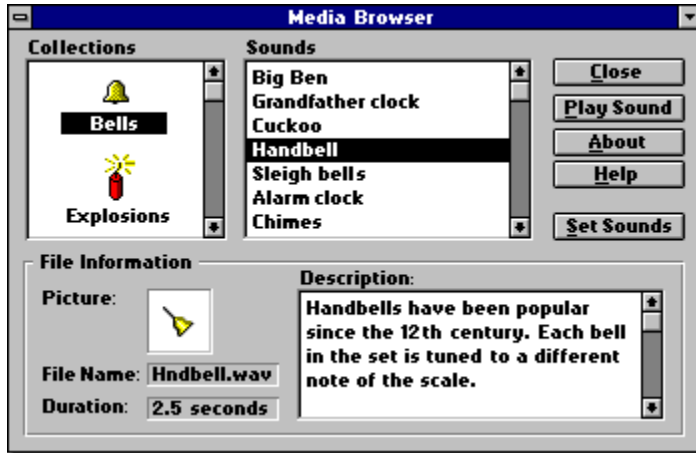 Media Browser
Collections
Bells
Explosions
Sounds
Big Ben
Grandfather clock
Cuckoo
Handbell
Sleigh bells
Alarm clock
Chimes
Close
Play Sound
About
Help
Set Sounds
File Information
Picture:
File Name: Hndbell.wav
Duration: 2.5 seconds
Description:
Handbells have been popular
since the 12th century. Each bell
in the set is tuned to a different
note of the scale.